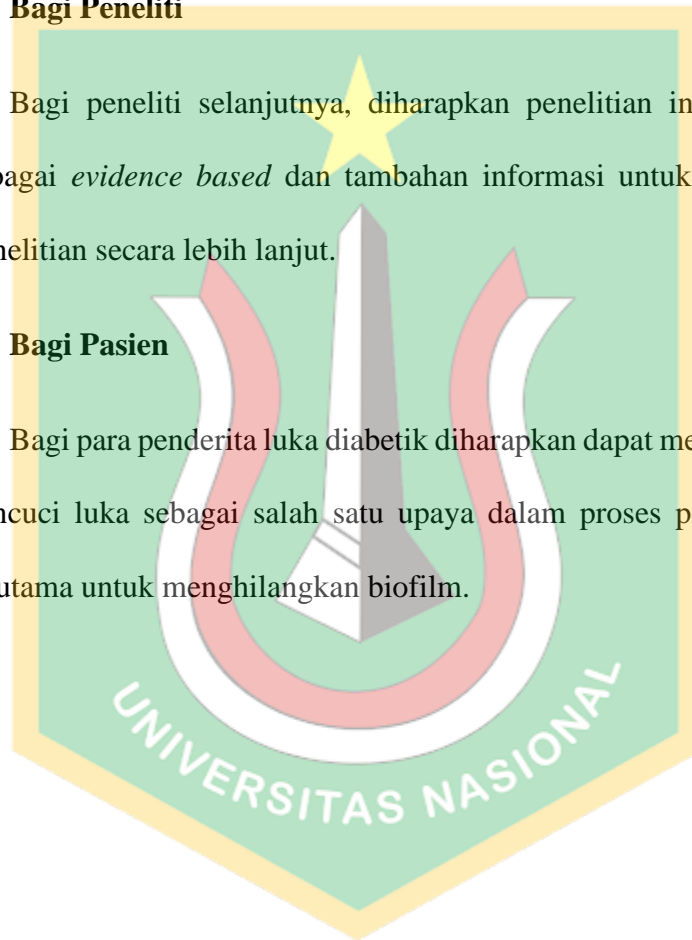 Bagi Peneliti
Bagi peneliti selanjutnya, diharapkan penelitian in
bagai evidence based dan tambahan informasi untuk
nelitian secara lebih lanjut.
Bagi Pasien
Bagi para penderita luka diabetik diharapkan dapat me
ncuci luka sebagai salah satu upaya dalam proses p
utama untuk menghilangkan biofilm.
UNIVERSITAS NASIONAL